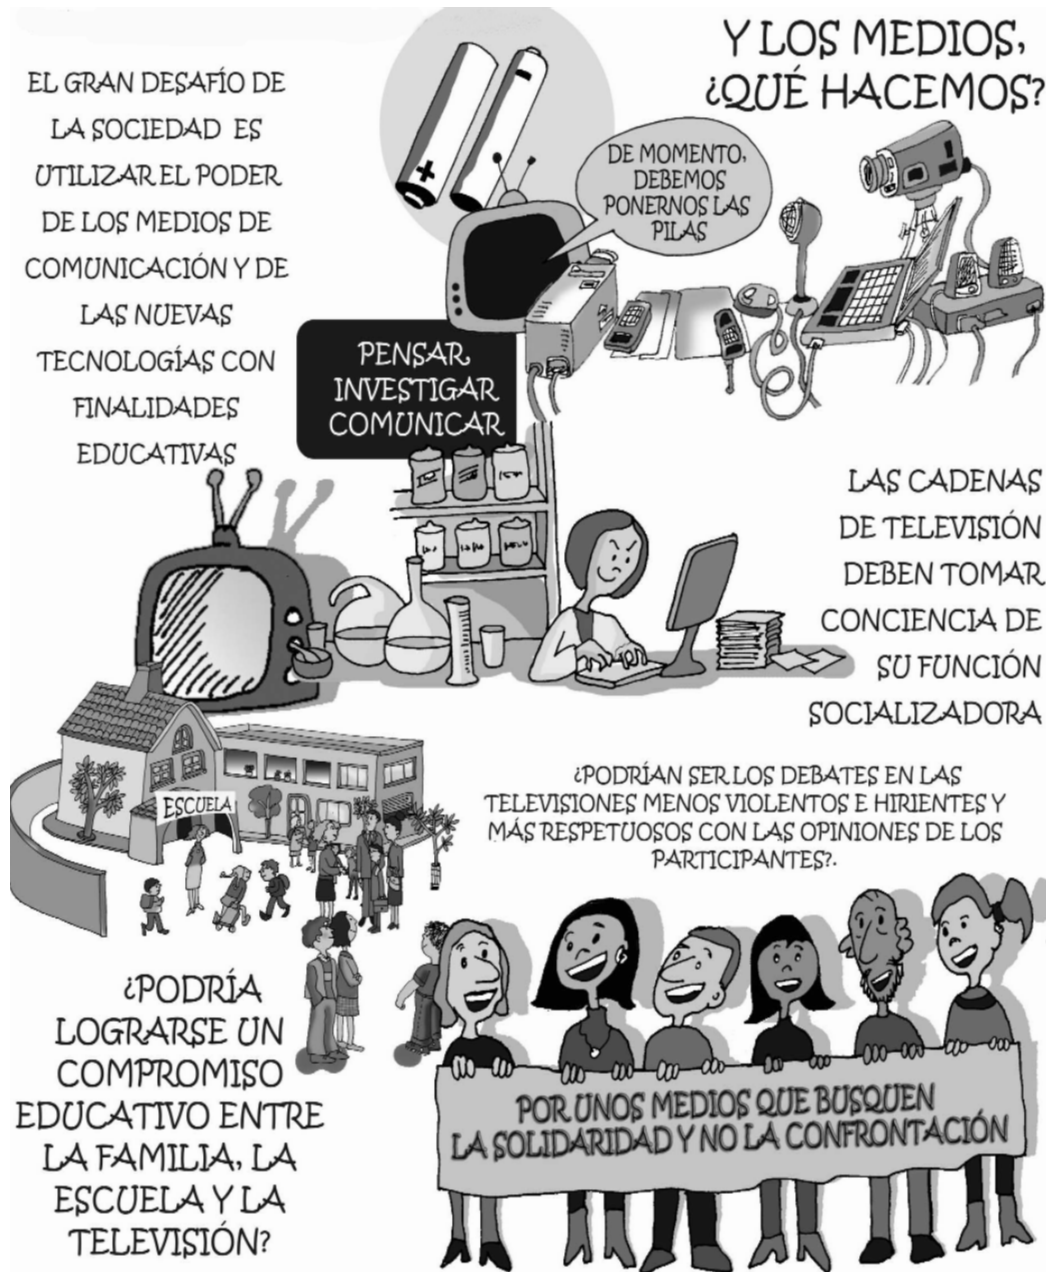 Y LOS MEDIOS,
¿QUÉ HACEMOS?
EL GRAN DESAFÍO DE
LA SOCIEDAD ES
UTILIZAR EL PODER
DE LOS MEDIOS DE
COMUNICACIÓN Y DE
LAS NUEVAS
TECNOLOGÍAS CON
FINALIDADES
EDUCATIVAS
DE MOMENTO,
DEBEMOS
PONERNOS LAS
PILAS
PENSAR
INVESTIGAR
COMUNICAR
LAS CADENAS
DE TELEVISIÓN
DEBEN TOMAR
CONCIENCIA DE
SU FUNCIÓN
SOCIALIZADORA
ESCUELA
¿PODRÍAN SER LOS DEBATES EN LAS
TELEVISIONES MENOS VIOLENTOS E HIRIENTES Y
MÁS RESPETUOSOS CON LAS OPINIONES DE LOS
PARTICIPANTES?.
¿PODRÍA
LOGRARSE UN
COMPROMISO
EDUCATIVO ENTRE
LA FAMILIA, LA
ESCUELA Y LA
TELEVISIÓN?
POR UNOS MEDIOS QUE BUSQUEN
LA SOLIDARIDAD Y NO LA CONFRONTACIÓN